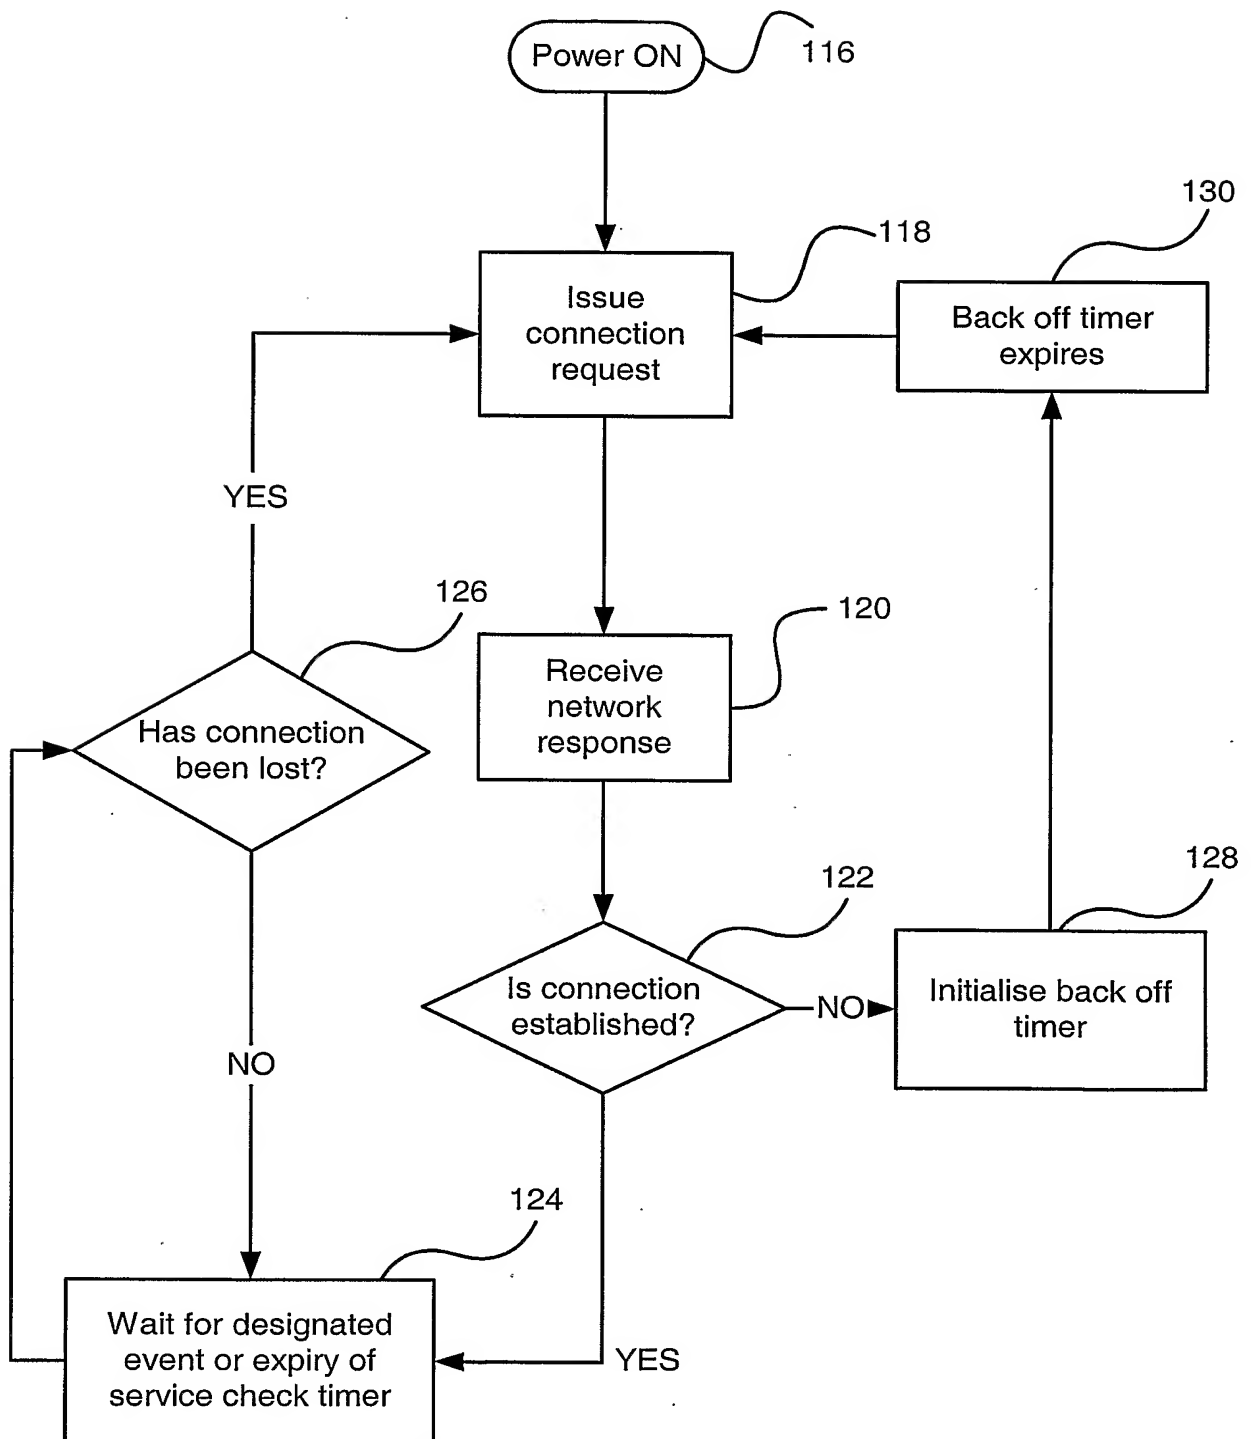 Power ON
116
130
118
Issue
connection
request
Back off timer
expires
YES
126
120
Receive
network
response
Has connection
been lost?
122
128
Is connection
established?
NO
Initialise back off
timer
NO
124
Wait for designated
event or expiry of
service check timer
YES